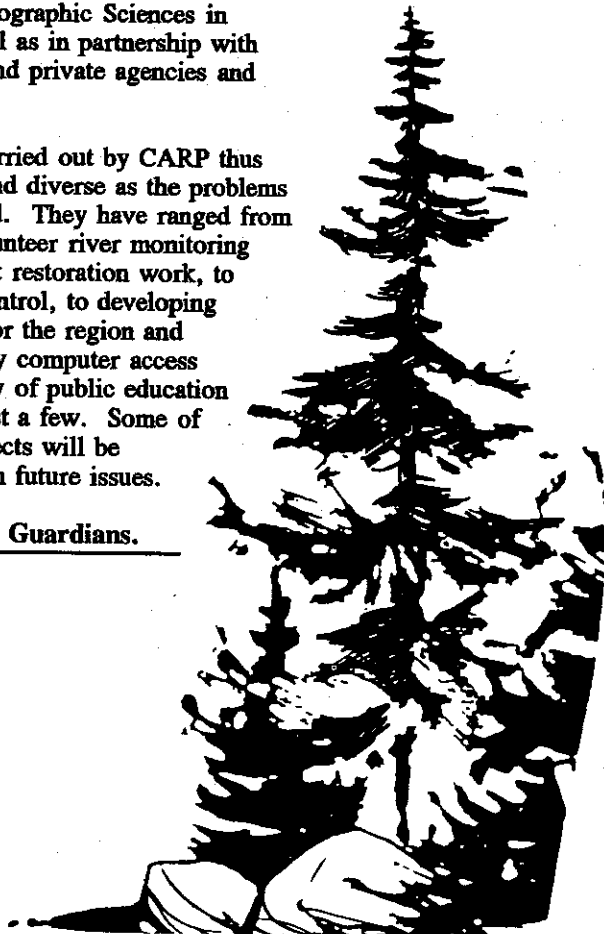 ographic Sciences in
l as in partnership with
nd private agencies and
rried out by CARP thus
nd diverse as the problems
l. They have ranged from
unteer river monitoring
t restoration work, to
ntrol, to developing
or the region and
y computer access
y of public education
st a few. Some of
ects will be
n future issues.
Guardians.